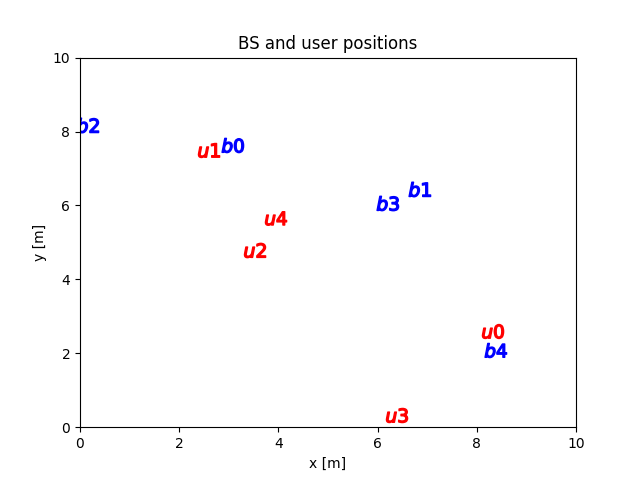 BS and user positions
10
b2
8
u1
b0
b1
6
b3
u4
u2
4
u0
2
b4
u3
0
0 2 4 6 8 10
x [m]
y [m]